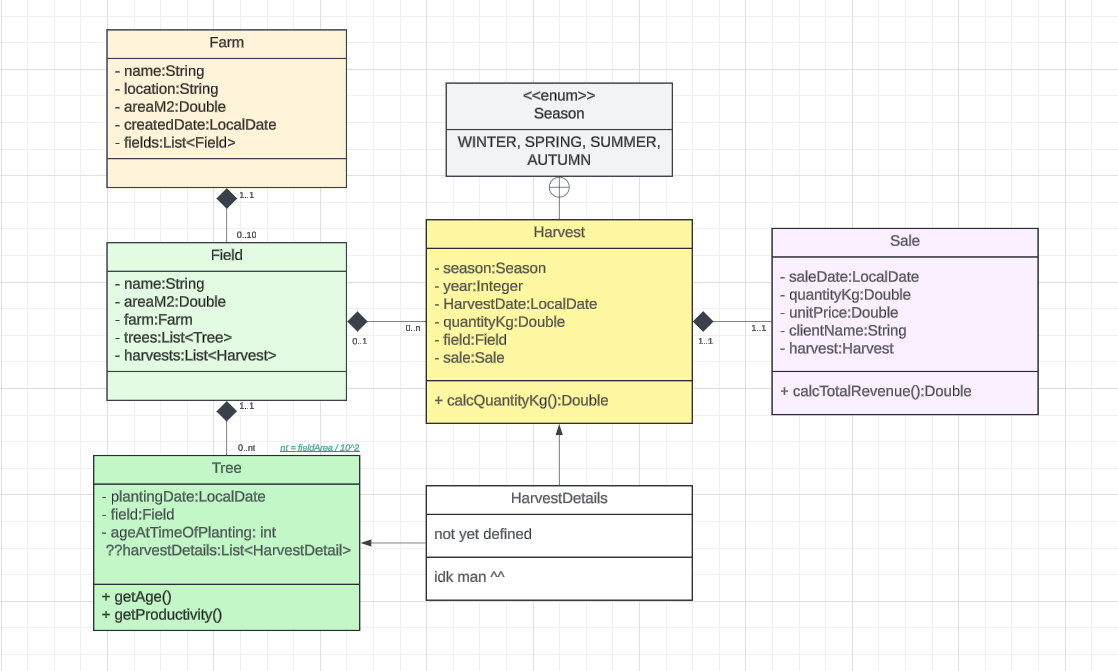 Farm
- name:String
- location:String
- areaM2:Double
- createdDate:LocalDate
- fields:List<Field>
1..1
0..10
Field
- name:String
- areaM2:Double
- farm:Farm
- trees:List<Tree>
- harvests:List<Harvest>
0..1
0..n
1..1
0..nt
nt = fieldArea / 10^2
Tree
- plantingDate:LocalDate
- field:Field
- ageAtTimeOfPlanting: int
??harvestDetails:List<HarvestDetail>
+ getAge()
+ getProductivity()
<<enum>>
Season
WINTER, SPRING, SUMMER,
AUTUMN
Harvest
- season:Season
- year:Integer
- HarvestDate:LocalDate
- quantityKg:Double
- field:Field
- sale:Sale
+ calcQuantityKg():Double
1..1
1..1
HarvestDetails
not yet defined
idk man ^^
Sale
- saleDate:LocalDate
- quantityKg:Double
- unitPrice:Double
- clientName:String
- harvest:Harvest
+ calcTotalRevenue():Double